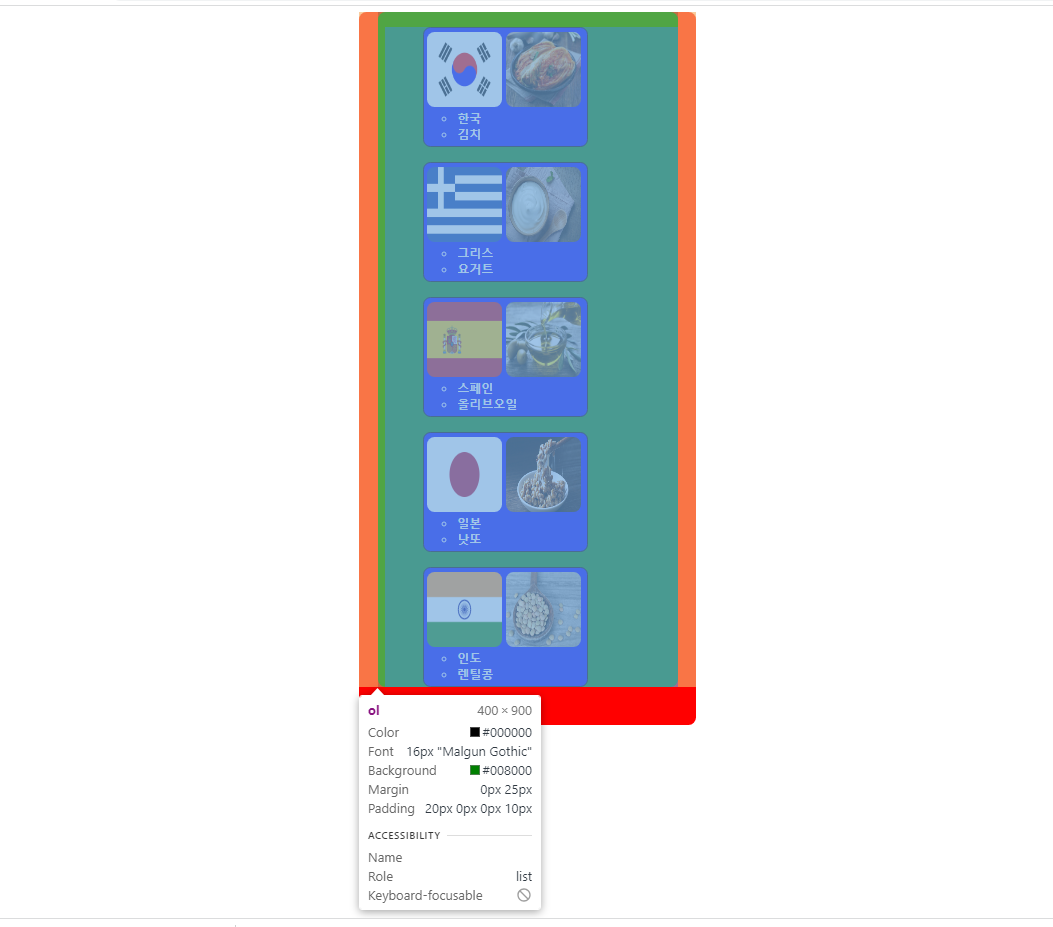 한국
김치
그리스
요거트
스페인
올리브오일
일본
낫또
인도
렌틸콩
ol 400 × 900
Color #000000
Font 16px "Malgun Gothic"
Background #008000
Margin 0px 25px
Padding 20px 0px 0px 10px
ACCESSIBILITY
Name
Role list
Keyboard-focusable